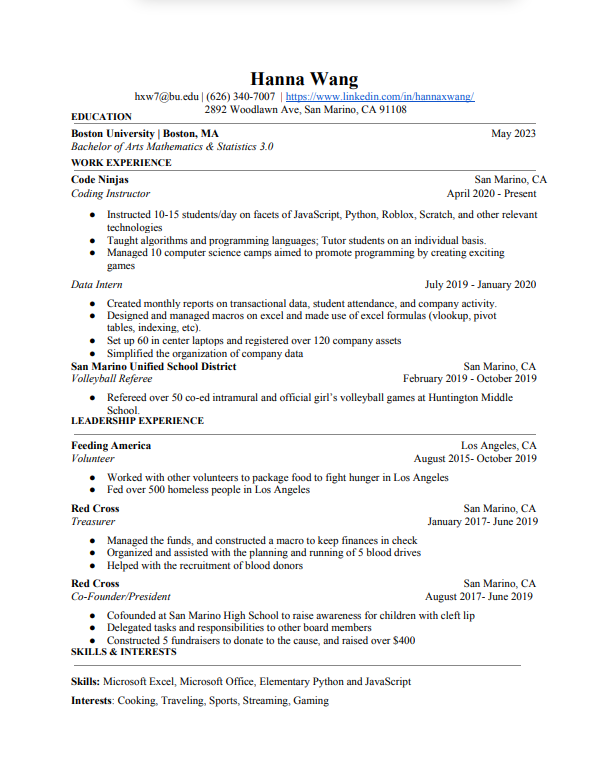 Hanna Wang
hxw7@bu.edu | (626) 340-7007 | https://www.linkedin.com/in/hannaxwang/
2892 Woodlawn Ave, San Marino, CA 91108
EDUCATION
Boston University | Boston, MA May 2023
Bachelor of Arts Mathematics & Statistics 3.0
WORK EXPERIENCE
Code Ninjas San Marino, CA
Coding Instructor April 2020 - Present
● Instructed 10-15 students/day on facets of JavaScript, Python, Roblox, Scratch, and other relevant
technologies
● Taught algorithms and programming languages; Tutor students on an individual basis.
● Managed 10 computer science camps aimed to promote programming by creating exciting
games
Data Intern July 2019 - January 2020
● Created monthly reports on transactional data, student attendance, and company activity.
● Designed and managed macros on excel and made use of excel formulas (vlookup, pivot
tables, indexing, etc).
● Set up 60 in center laptops and registered over 120 company assets
● Simplified the organization of company data
San Marino Unified School District San Marino, CA
Volleyball Referee February 2019 - October 2019
● Refereed over 50 co-ed intramural and official girl's volleyball games at Huntington Middle
School.
LEADERSHIP EXPERIENCE
Feeding America Los Angeles, CA
Volunteer August 2015- October 2019
● Worked with other volunteers to package food to fight hunger in Los Angeles
● Fed over 500 homeless people in Los Angeles
Red Cross San Marino, CA
Treasurer January 2017- June 2019
● Managed the funds, and constructed a macro to keep finances in check
● Organized and assisted with the planning and running of 5 blood drives
● Helped with the recruitment of blood donors
Red Cross San Marino, CA
Co-Founder/President August 2017- June 2019
● Cofounded at San Marino High School to raise awareness for children with cleft lip
● Delegated tasks and responsibilities to other board members
● Constructed 5 fundraisers to donate to the cause, and raised over $400
SKILLS & INTERESTS
Skills: Microsoft Excel, Microsoft Office, Elementary Python and JavaScript
Interests: Cooking, Traveling, Sports, Streaming, Gaming